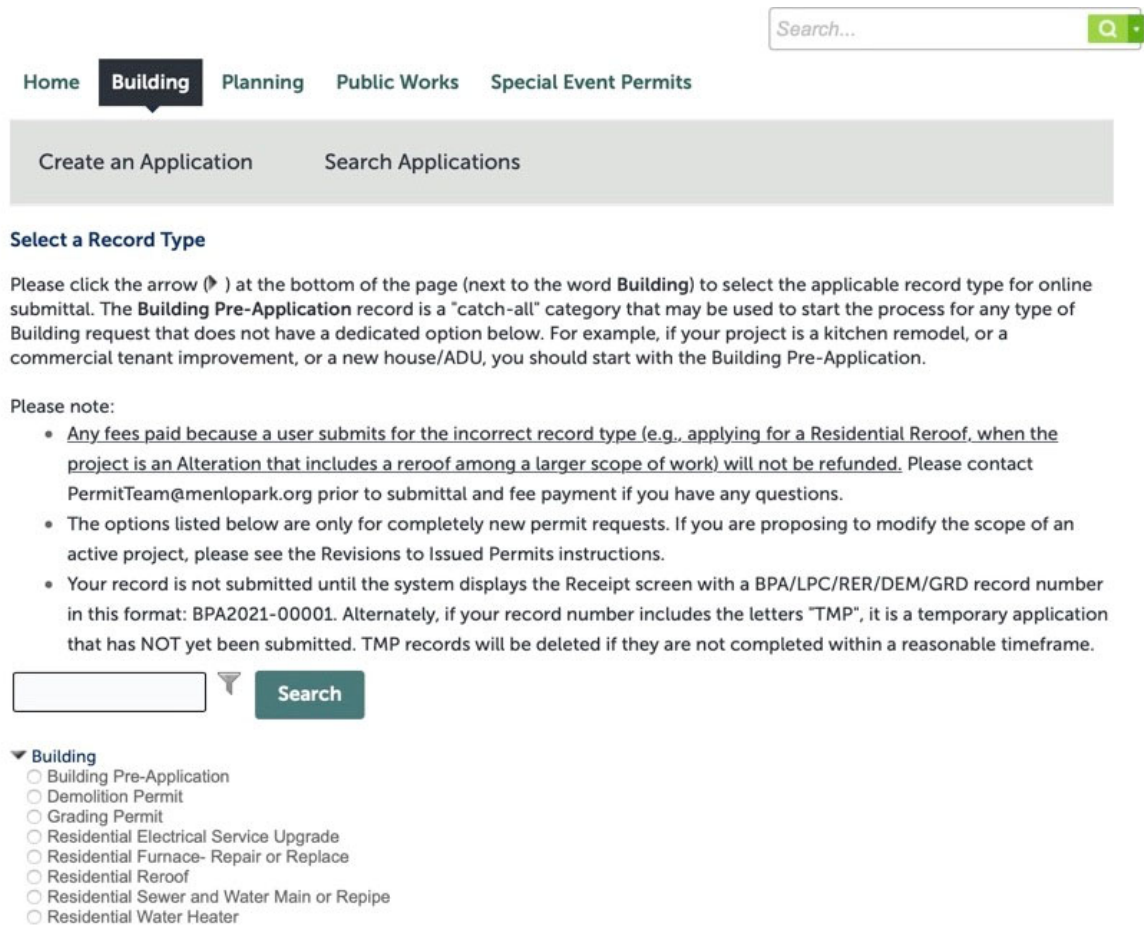 Search...
Home Building Planning Public Works Special Event Permits
Create an Application Search Applications
Select a Record Type
Please click the arrow ( ) at the bottom of the page (next to the word Building) to select the applicable record type for online
submittal. The Building Pre-Application record is a "catch-all" category that may be used to start the process for any type of
Building request that does not have a dedicated option below. For example, if your project is a kitchen remodel, or a
commercial tenant improvement, or a new house/ADU, you should start with the Building Pre-Application.
Please note:
• Any fees paid because a user submits for the incorrect record type (e.g., applying for a Residential Reroof, when the
project is an Alteration that includes a reroof among a larger scope of work) will not be refunded. Please contact
PermitTeam@menlopark.org prior to submittal and fee payment if you have any questions.
• The options listed below are only for completely new permit requests. If you are proposing to modify the scope of an
active project, please see the Revisions to Issued Permits instructions.
• Your record is not submitted until the system displays the Receipt screen with a BPA/LPC/RER/DEM/GRD record number
in this format: BPA2021-00001. Alternately, if your record number includes the letters "TMP", it is a temporary application
that has NOT yet been submitted. TMP records will be deleted if they are not completed within a reasonable timeframe.
Search
Building
Building Pre-Application
Demolition Permit
Grading Permit
Residential Electrical Service Upgrade
Residential Furnace- Repair or Replace
Residential Reroof
Residential Sewer and Water Main or Repipe
Residential Water Heater